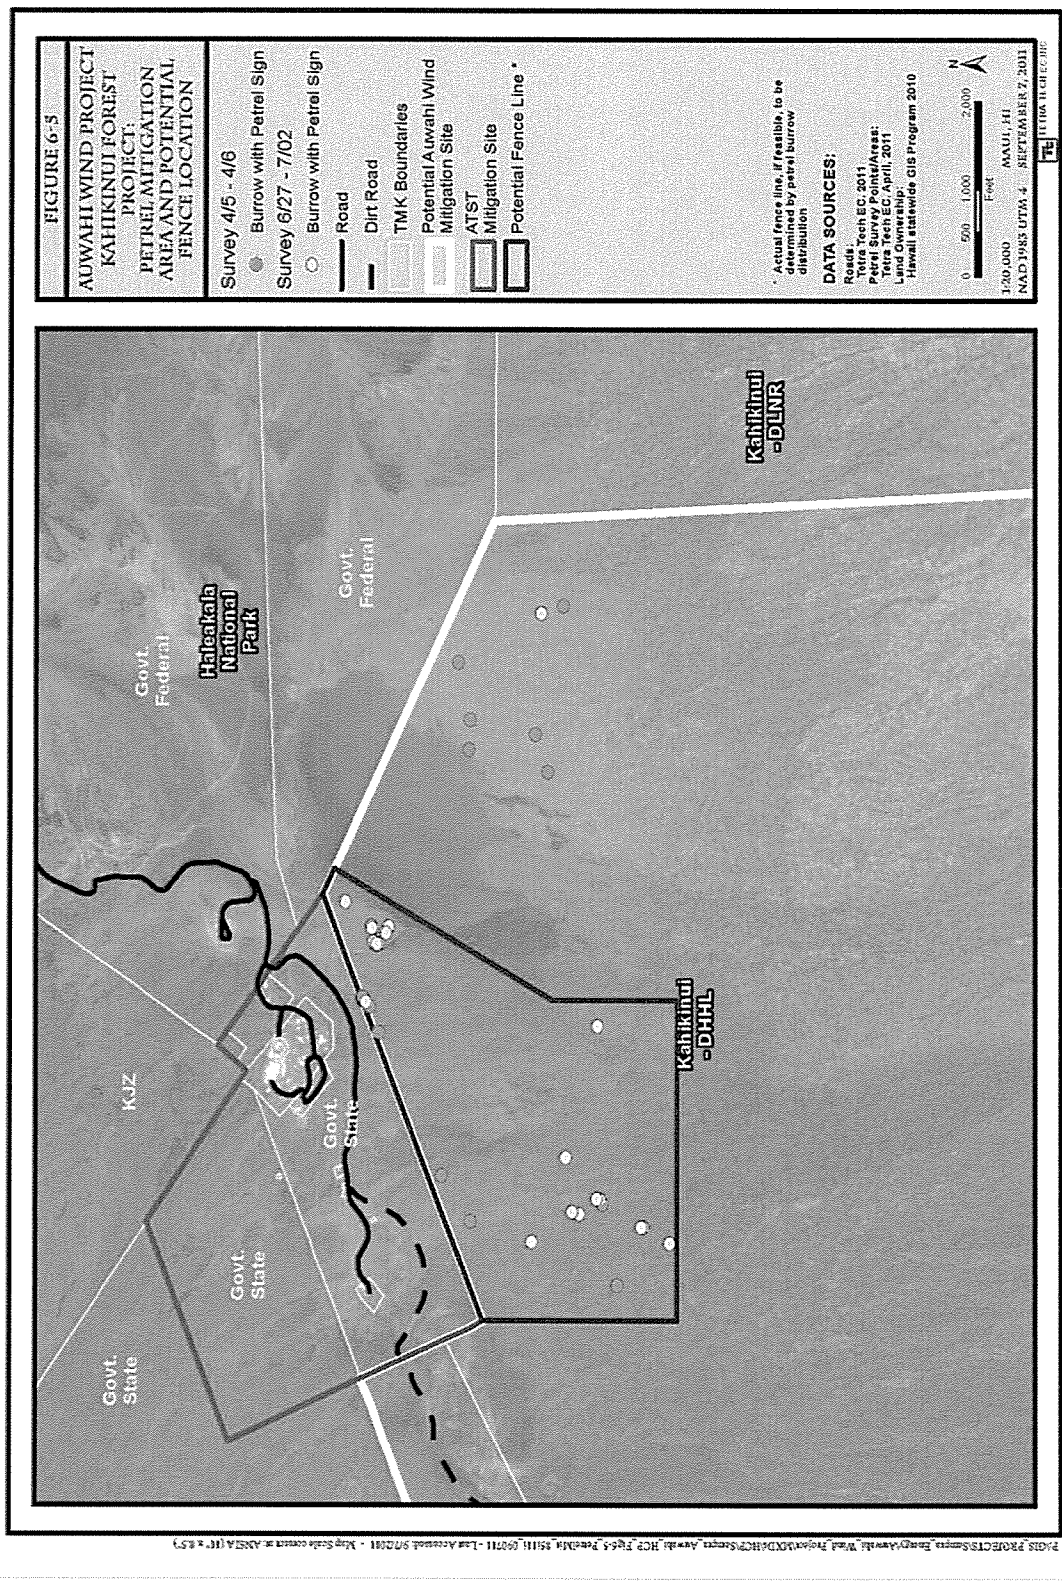 FIGURE 6-5
AUWAHI WIND PROJECT
KAHIKINUI FOREST
PROJECT:
PETREL MITIGATION
AREA AND POTENTIAL
FENCE LOCATION
Survey 4/5 - 4/6
Burrow with Petrel Sign
Survey 6/27 - 7/02
Burrow with Petrel Sign
Road
Dirt Road
TMK Boundaries
Potential Auwahi Wind
Mitigation Site
ATST
Mitigation Site
Potential Fence Line *
* Actual fence line, if feasible, to be
determined by petrel burrow
distribution
DATA SOURCES:
Roads:
Tetra Tech EC, 2011
Petrel Survey Points/Areas:
Tetra Tech EC, April, 2011
Land Ownership:
Hawaii statewide GIS Program 2010
N
0 500 1,000 2,000
Feet
1:20,000 MAUI, HI
NAD 1983 UTM 4 SEPTEMBER 7, 2011
TETRA TECH EC, INC
Govt.
State
Govt.
State
KJZ
Govt.
State
Govt.
Federal
Haleakala
National
Park
Govt.
Federal
Kahikinui
- DHHL
Kahikinui
- DLNR